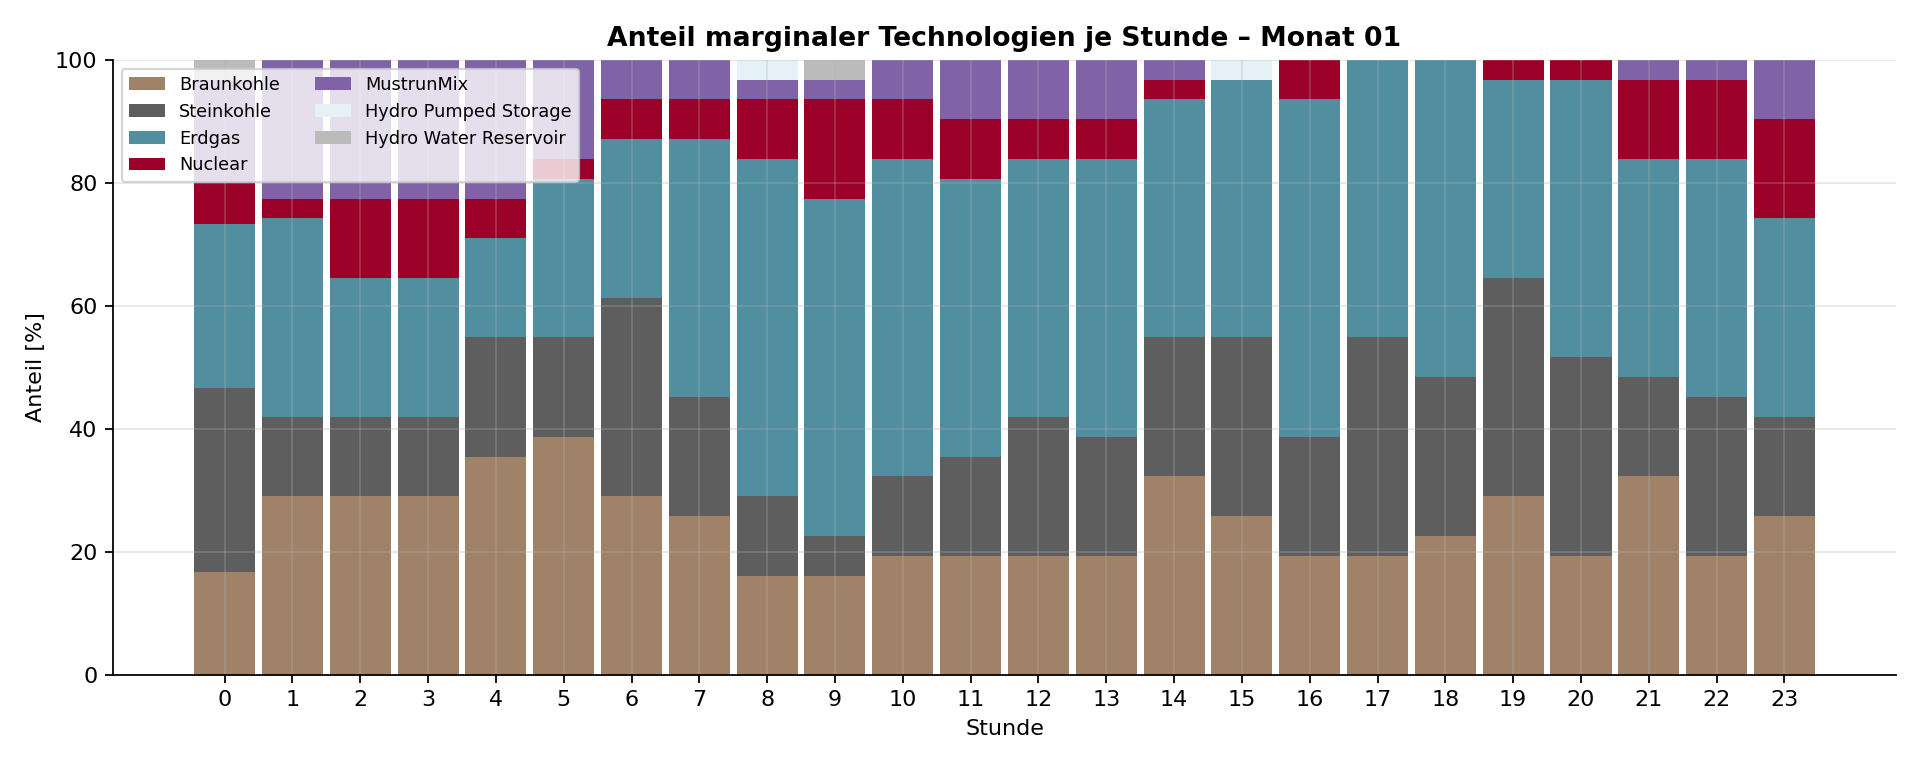 Anteil marginaler Technologien je Stunde – Monat 01
Anteil [%]
100
80
60
40
20
0
Braunkohle
Steinkohle
Erdgas
Nuclear
MustrunMix
Hydro Pumped Storage
Hydro Water Reservoir
0 1 2 3 4 5 6 7 8 9 10 11 12 13 14 15 16 17 18 19 20 21 22 23
Stunde